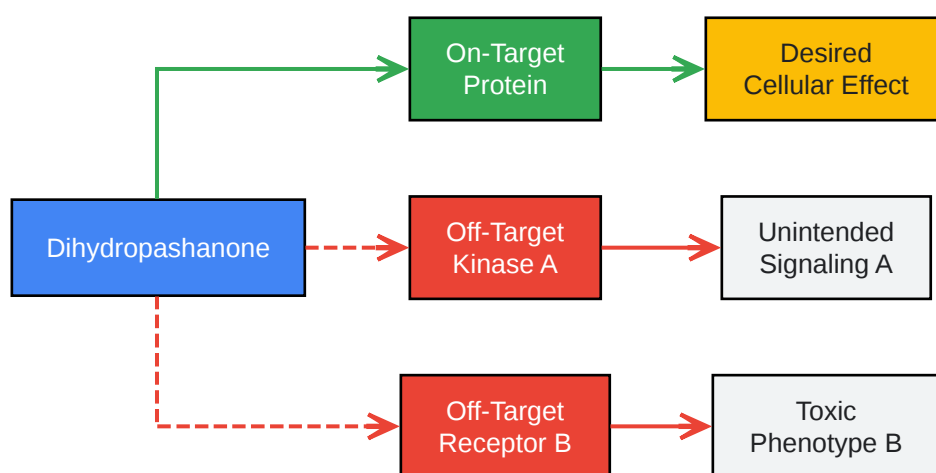 On-Target
Protein
Desired
Cellular Effect
Dihydropashanone
Off-Target
Kinase A
Unintended
Signaling A
Off-Target
Receptor B
Toxic
Phenotype B